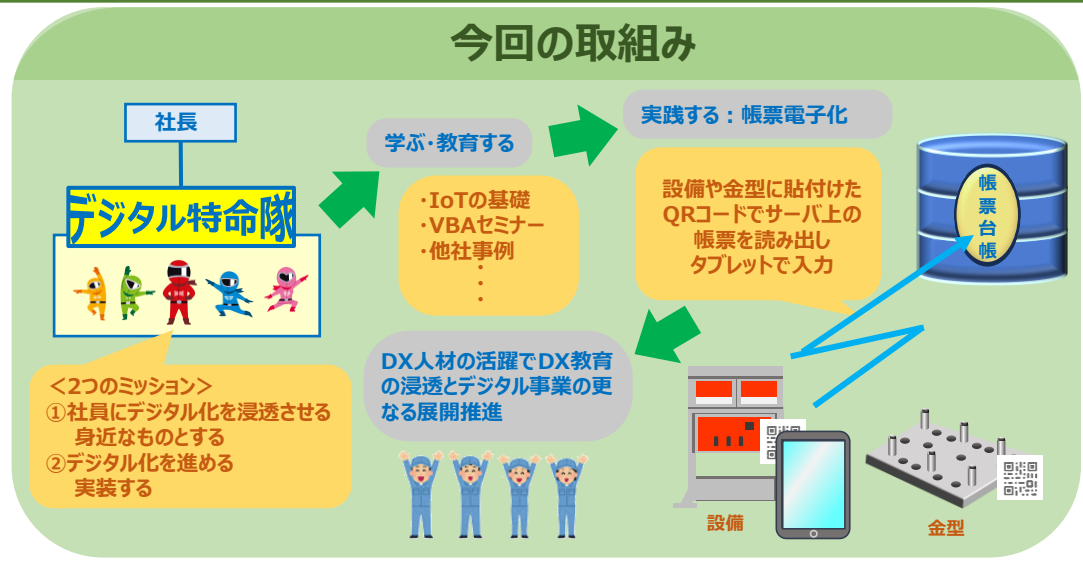 今回の取組み
社長
デジタル特命隊
＜2つのミッション＞
①社員にデジタル化を浸透させる
身近なものとする
②デジタル化を進める
実装する
学ぶ・教育する
・IoTの基礎
・VBAセミナー
・他社事例
・
・
・
実践する：帳票電子化
設備や金型に貼付けた
QRコードでサーバ上の
帳票を読み出し
タブレットで入力
帳票台帳
DX人材の活躍でDX教育
の浸透とデジタル事業の更
なる展開推進
設備
金型